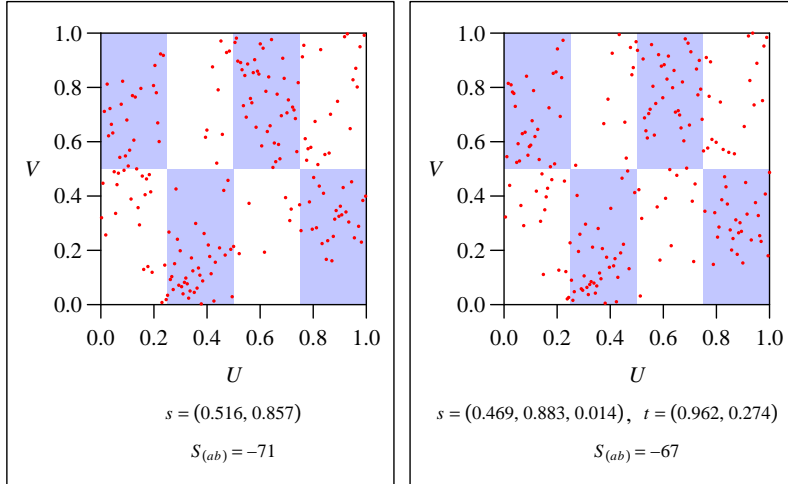 1.0
0.8
0.6
V
0.4
0.2
0.0
0.0 0.2 0.4 0.6 0.8 1.0
U
s = (0.516, 0.857)
S(ab) = −71
1.0
0.8
0.6
V
0.4
0.2
0.0
0.0 0.2 0.4 0.6 0.8 1.0
U
s = (0.469, 0.883, 0.014), t = (0.962, 0.274)
S(ab) = −67